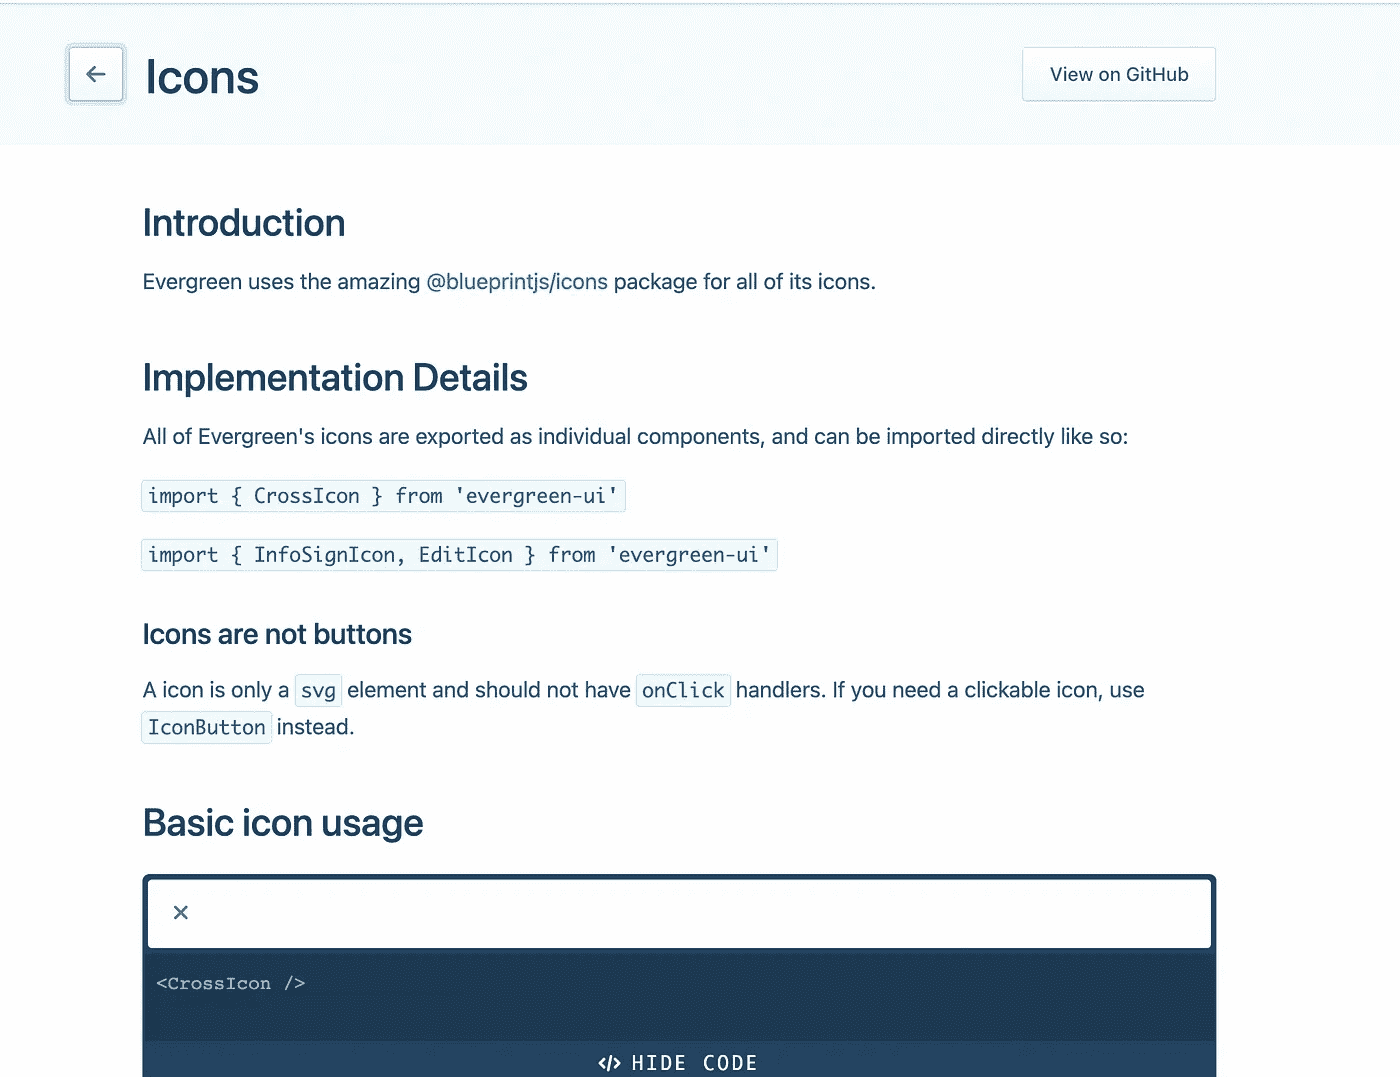 Icons
View on GitHub
Introduction
Evergreen uses the amazing @blueprintjs/icons package for all of its icons.
Implementation Details
All of Evergreen's icons are exported as individual components, and can be imported directly like so:
import { CrossIcon } from 'evergreen-ui'
import { InfoSignIcon, EditIcon } from 'evergreen-ui'
Icons are not buttons
A icon is only a svg element and should not have onClick handlers. If you need a clickable icon, use
IconButton instead.
Basic icon usage
<CrossIcon />
</> HIDE CODE